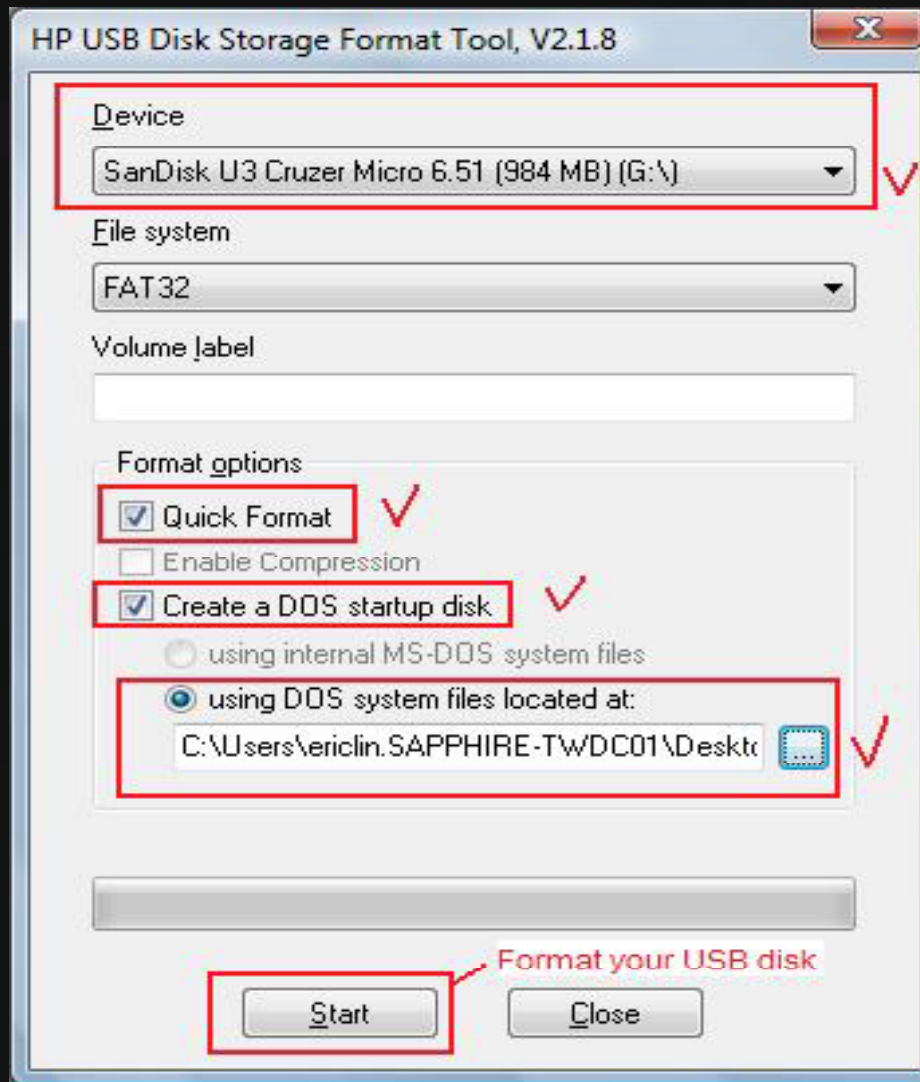 HP USB Disk Storage Format Tool, V2.1.8
Device
SanDisk U3 Cruzer Micro 6.51 (984 MB) (G:\)
File system
FAT32
Volume label
Format options
Quick Format
Enable Compression
Create a DOS startup disk
using internal MS-DOS system files
using DOS system files located at:
C:\Users\ericlin.SAPPHIRE-TWDC01\Deskto
...
Format your USB disk
Start
Close